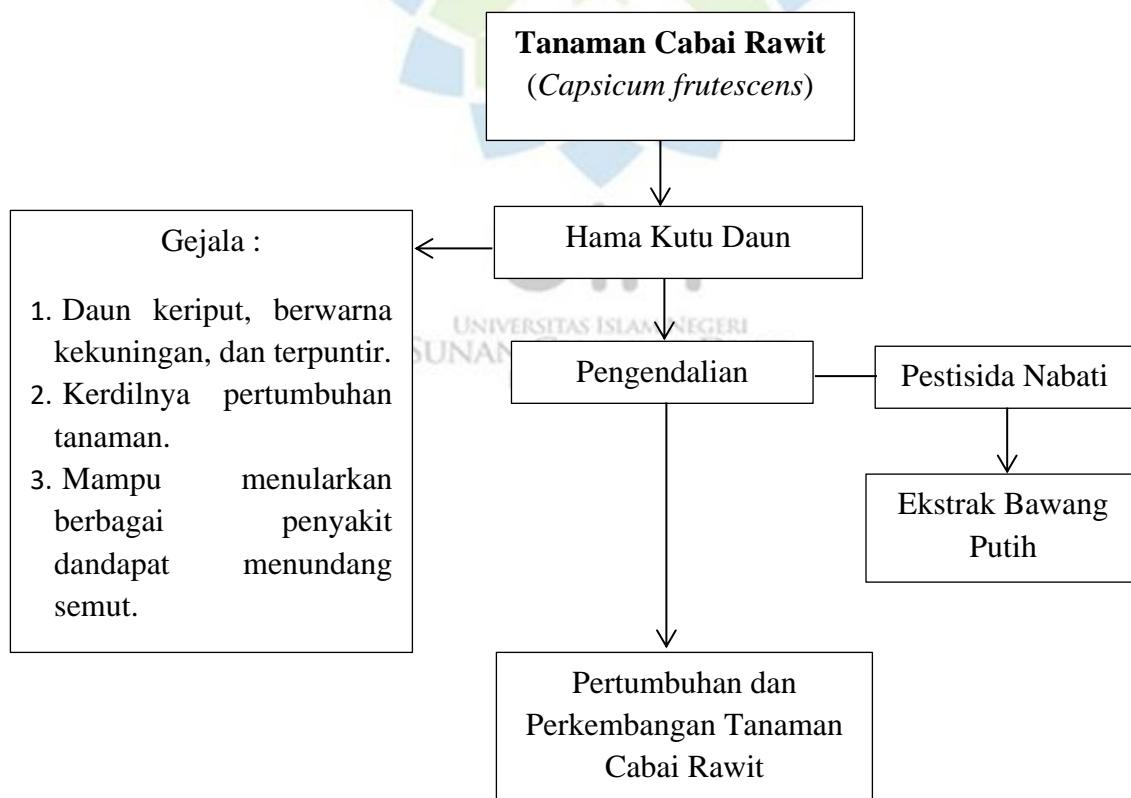 Tanaman Cabai Rawit
(Capsicum frutescens)
Hama Kutu Daun
Gejala :
1. Daun keriput, berwarna
kekuningan, dan terpuntir.
2. Kerdilnya pertumbuhan
tanaman.
3. Mampu menularkan
berbagai penyakit
dandapat menundang
semut.
UNIVERSITAS ISLAM NEGERI
SUNAN
Pengendalian
Pestisida Nabati
Ekstrak Bawang
Putih
Pertumbuhan dan
Perkembangan Tanaman
Cabai Rawit